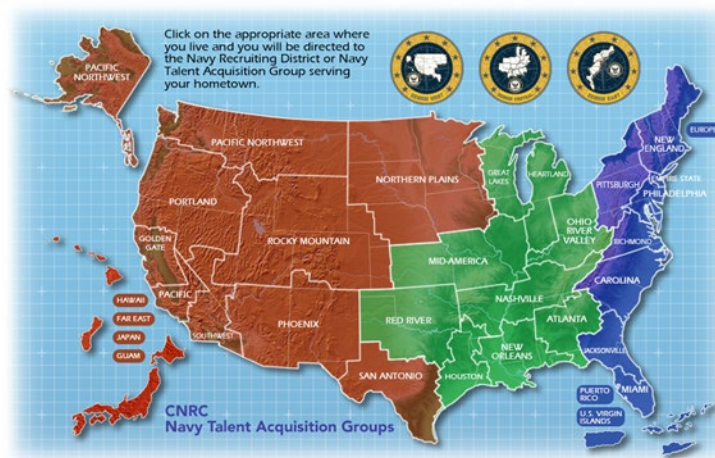 Click on the appropriate area where
you live and you will be directed to
the Navy Recruiting District or Navy
Talent Acquisition Group serving
your hometown.
PACIFIC
NORTHWEST
PACIFIC NORTHWEST
NORTHERN PLAINS
GREAT
LAKES
HEARTLAND
NEW
ENGLAND
EUROPE
EMPIRE STATE
PITTSBURGH
PHILADELPHIA
PORTLAND
OHIO
RIVER
VALLEY
GOLDEN
GATE
ROCKY MOUNTAIN
MID-AMERICA
RICHMOND
CAROLINA
PACIFIC
NASHVILLE
HAWAII
FAR EAST
JAPAN
GUAM
SOUTHWEST
PHOENIX
RED RIVER
ATLANTA
JACKSONVILLE
NEW
ORLEANS
SAN ANTONIO
HOUSTON
PUERTO
RICO
MIAMI
U.S. VIRGIN
ISLANDS
CNRC
Navy Talent Acquisition Groups